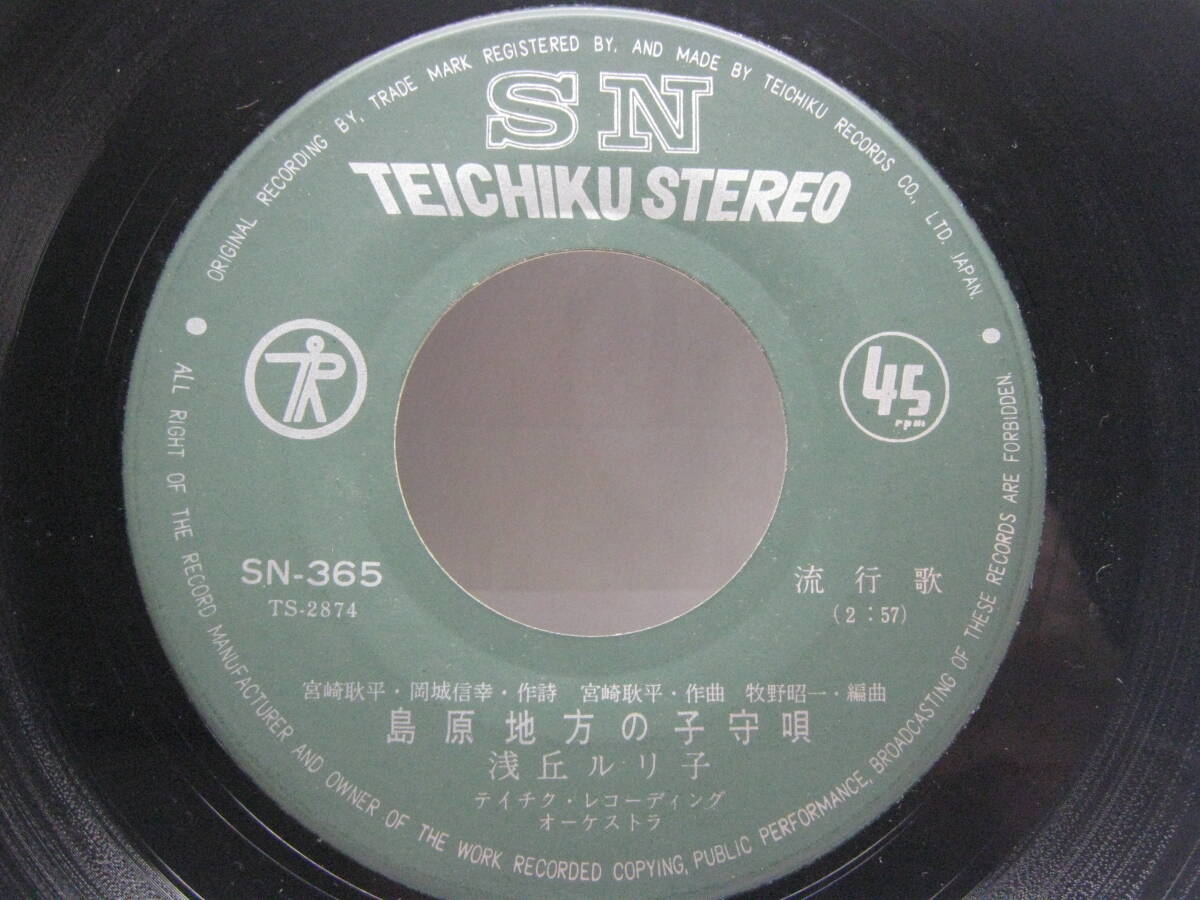 ORIGINAL RECORDING BY, TRADE MARK REGISTERED BY, AND MADE BY TEICHIKU RECORDS CO., LTD. JAPAN.
SN
TEICHIKU STEREO
45
rpm
SN-365
TS-2874
流行歌
(2:57)
宮崎耿平・岡城信幸・作詩 宮崎耿平・作曲 牧野昭一・編曲
島原地方の子守唄
浅丘ルリ子
テイチク・レコーディング
オーケストラ
ALL RIGHT OF THE RECORD MANUFACTURER AND OWNER OF THE WORK RECORDED COPYING, PUBLIC PERFORMANCE, BROADCASTING OF THESE RECORDS ARE FORBIDDEN.